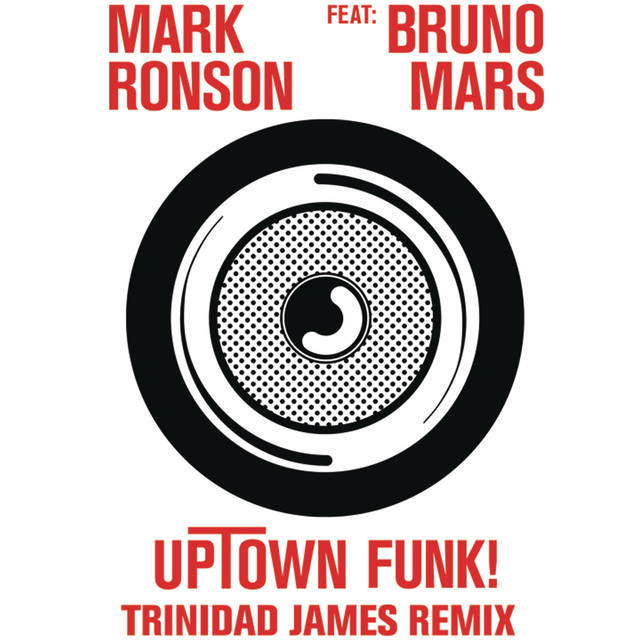 MARK RONSON
FEAT: BRUNO MARS
UPTOWN FUNK!
TRINIDAD JAMES REMIX